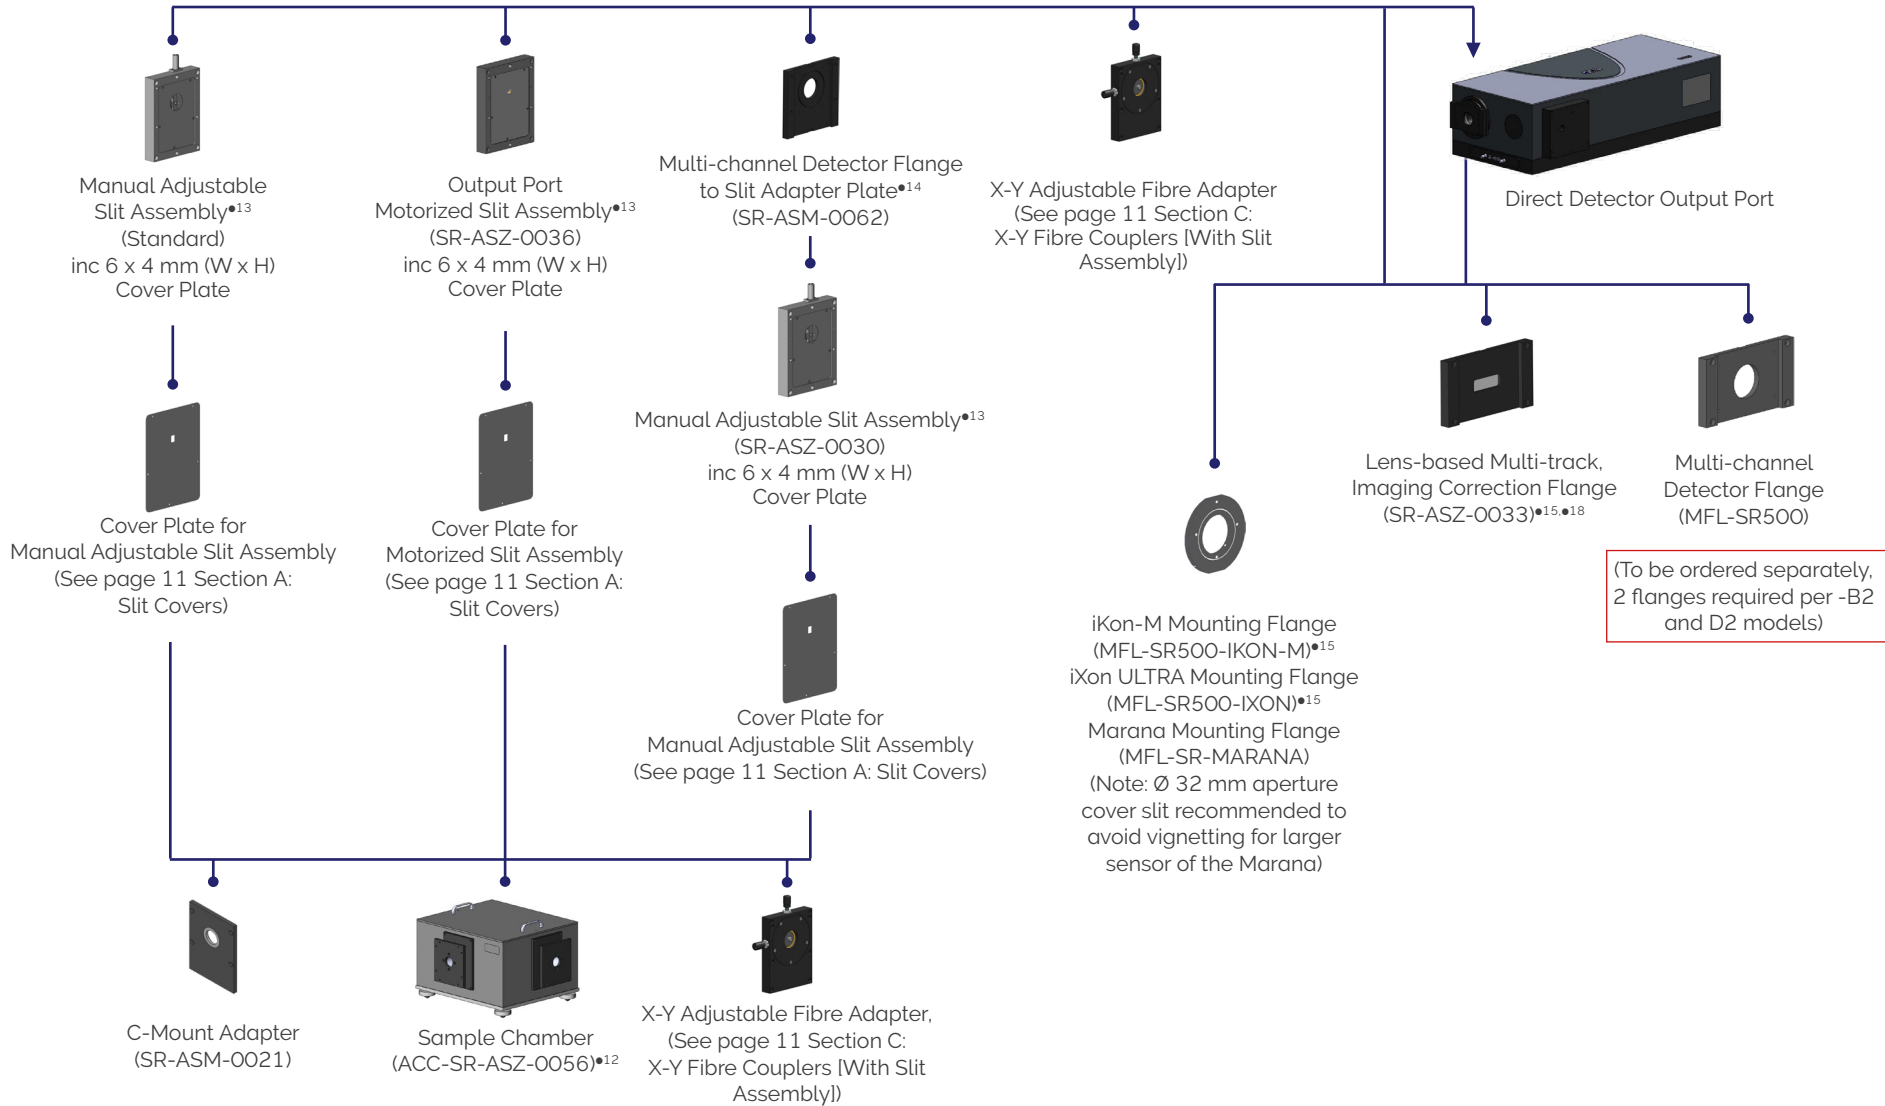 Manual Adjustable
Slit Assembly●13
(Standard)
inc 6 x 4 mm (W x H)
Cover Plate
Output Port
Motorized Slit Assembly●13
(SR-ASZ-0036)
inc 6 x 4 mm (W x H)
Cover Plate
Multi-channel Detector Flange
to Slit Adapter Plate●14
(SR-ASM-0062)
X-Y Adjustable Fibre Adapter
(See page 11 Section C:
X-Y Fibre Couplers [With Slit
Assembly])
Direct Detector Output Port
Manual Adjustable Slit Assembly●13
(SR-ASZ-0030)
inc 6 x 4 mm (W x H)
Cover Plate
Lens-based Multi-track,
Imaging Correction Flange
(SR-ASZ-0033)●15,●18
Multi-channel
Detector Flange
(MFL-SR500)
(To be ordered separately,
2 flanges required per -B2
and D2 models)
Cover Plate for
Manual Adjustable Slit Assembly
(See page 11 Section A:
Slit Covers)
Cover Plate for
Motorized Slit Assembly
(See page 11 Section A:
Slit Covers)
Cover Plate for
Manual Adjustable Slit Assembly
(See page 11 Section A: Slit Covers)
iKon-M Mounting Flange
(MFL-SR500-IKON-M)●15
iXon ULTRA Mounting Flange
(MFL-SR500-IXON)●15
Marana Mounting Flange
(MFL-SR-MARANA)
(Note: Ø 32 mm aperture
cover slit recommended to
avoid vignetting for larger
sensor of the Marana)
C-Mount Adapter
(SR-ASM-0021)
Sample Chamber
(ACC-SR-ASZ-0056)●12
X-Y Adjustable Fibre Adapter,
(See page 11 Section C:
X-Y Fibre Couplers [With Slit
Assembly])